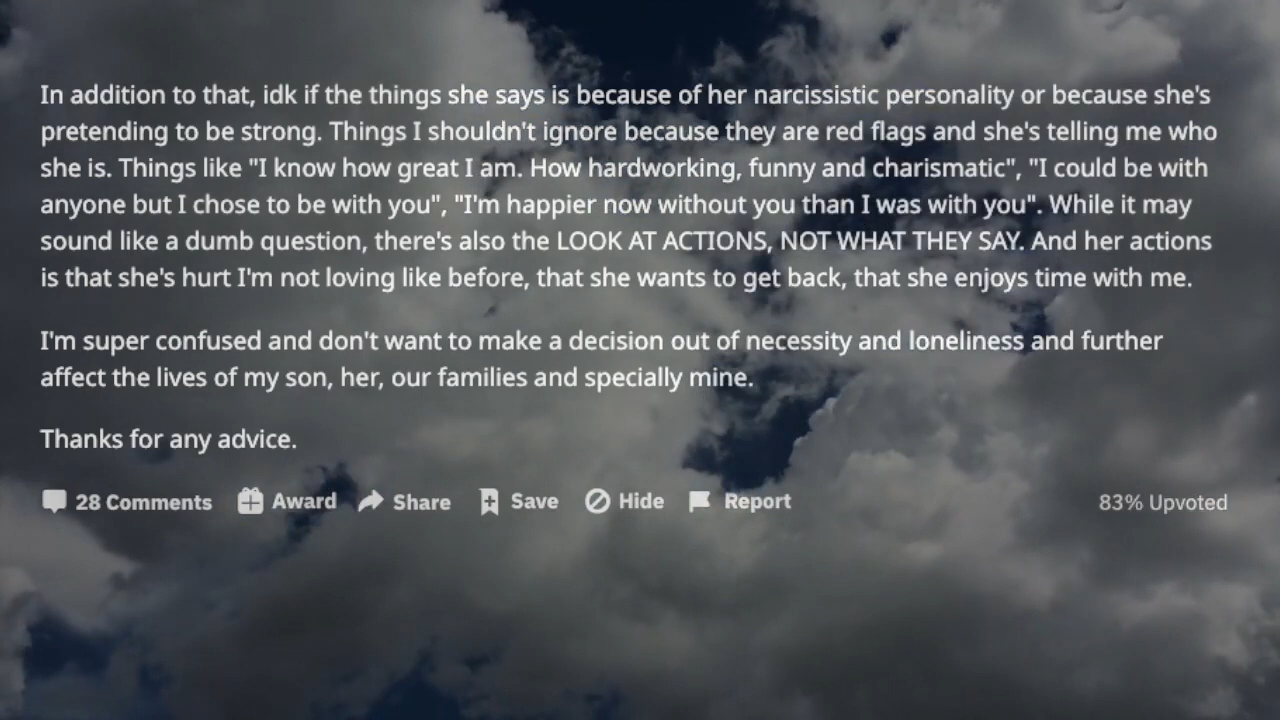 In addition to that, idk if the things she says is because of her narcissistic personality or because she's
pretending to be strong. Things I shouldn't ignore because they are red flags and she's telling me who
she is. Things like "I know how great I am. How hardworking, funny and charismatic", "I could be with
anyone but I chose to be with you", "I'm happier now without you than I was with you". While it may
sound like a dumb question, there's also the LOOK AT ACTIONS, NOT WHAT THEY SAY. And her actions
is that she's hurt I'm not loving like before, that she wants to get back, that she enjoys time with me.
I'm super confused and don't want to make a decision out of necessity and loneliness and further
affect the lives of my son, her, our families and specially mine.
Thanks for any advice.
28 Comments Award Share Save Hide Report 83% Upvoted